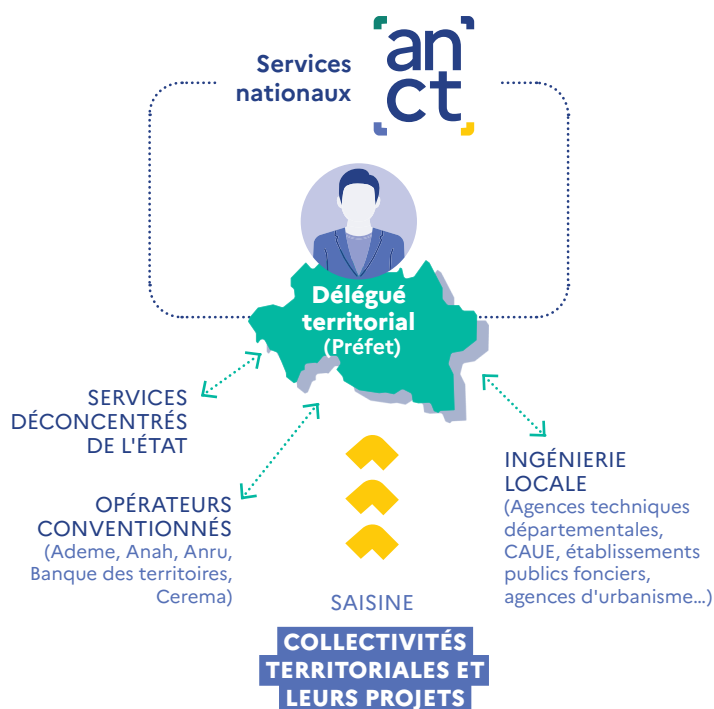 Services
nationaux
an
ct
Délégué
territorial
(Préfet)
SERVICES
DÉCONCENTRÉS
DE L'ÉTAT
OPÉRATEURS
CONVENTIONNÉS
(Ademe, Anah, Anru,
Banque des territoires,
Cerema)
INGÉNIERIE
LOCALE
(Agences techniques
départementales,
CAUE, établissements
publics fonciers,
agences d'urbanisme...)
SAISINE
COLLECTIVITÉS
TERRITORIALES ET
LEURS PROJETS